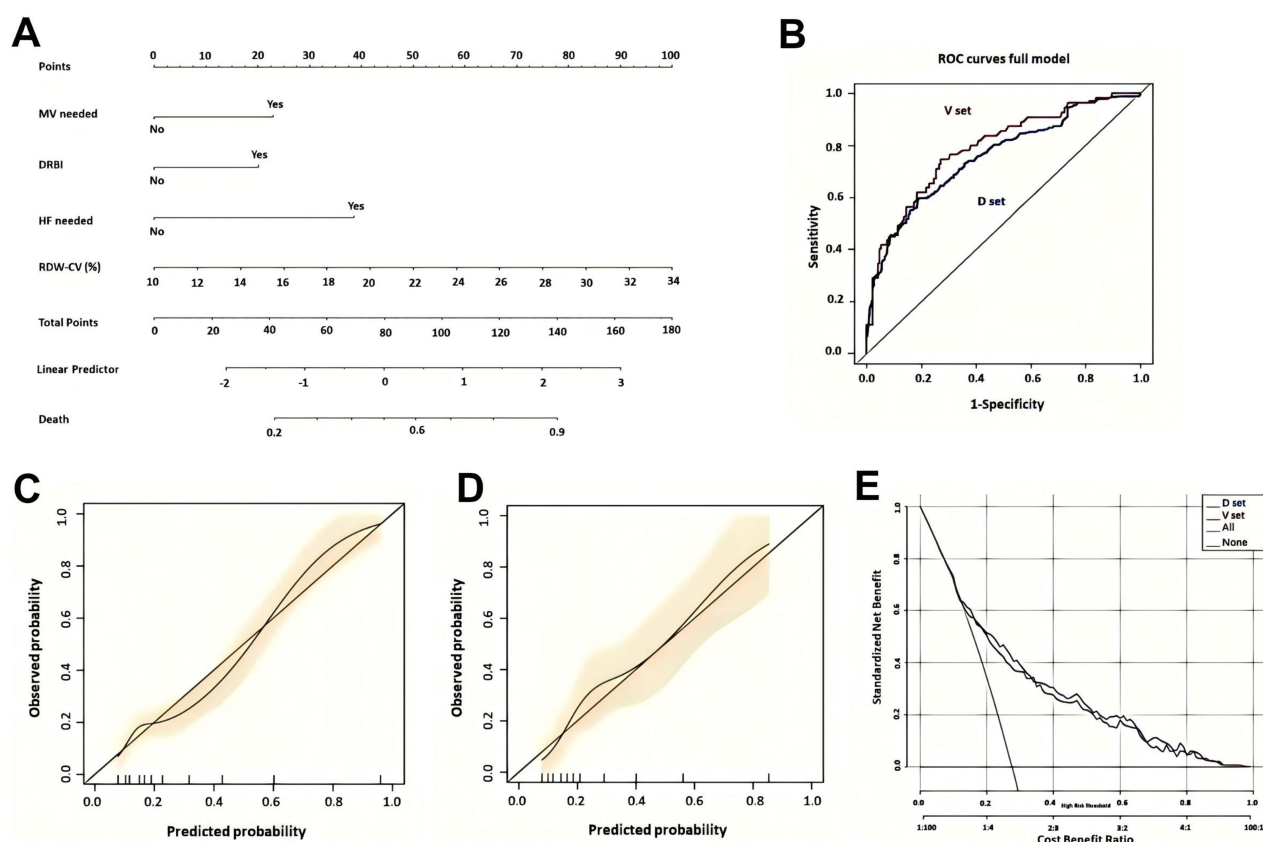 A
Points
0 10 20 30 40 50 60 70 80 90 100
MV needed
Yes
No
DRBI
Yes
No
HF needed
Yes
No
RDW-CV (%)
10 12 14 16 18 20 22 24 26 28 30 32 34
Total Points
0 20 40 60 80 100 120 140 160 180
Linear Predictor
-2 -1 0 1 2 3
Death
0.2 0.6 0.9
B
ROC curves full model
V set
D set
Sensitivity
1.0
0.8
0.6
0.4
0.2
0.0
0.0 0.2 0.4 0.6 0.8 1.0
1-Specificity
C
Observed probability
1.0
0.8
0.6
0.4
0.2
0.0
0.0 0.2 0.4 0.6 0.8 1.0
Predicted probability
D
Observed probability
1.0
0.8
0.6
0.4
0.2
0.0
0.0 0.2 0.4 0.6 0.8 1.0
Predicted probability
E
D set
V set
All
None
Standardized Net Benefit
1.0
0.8
0.6
0.4
0.2
0.0
0.0 0.2 0.4 0.6 0.8 1.0
High Risk Threshold
1:100 1:4 3:2 4:1 100:1
Cost Benefit Ratio